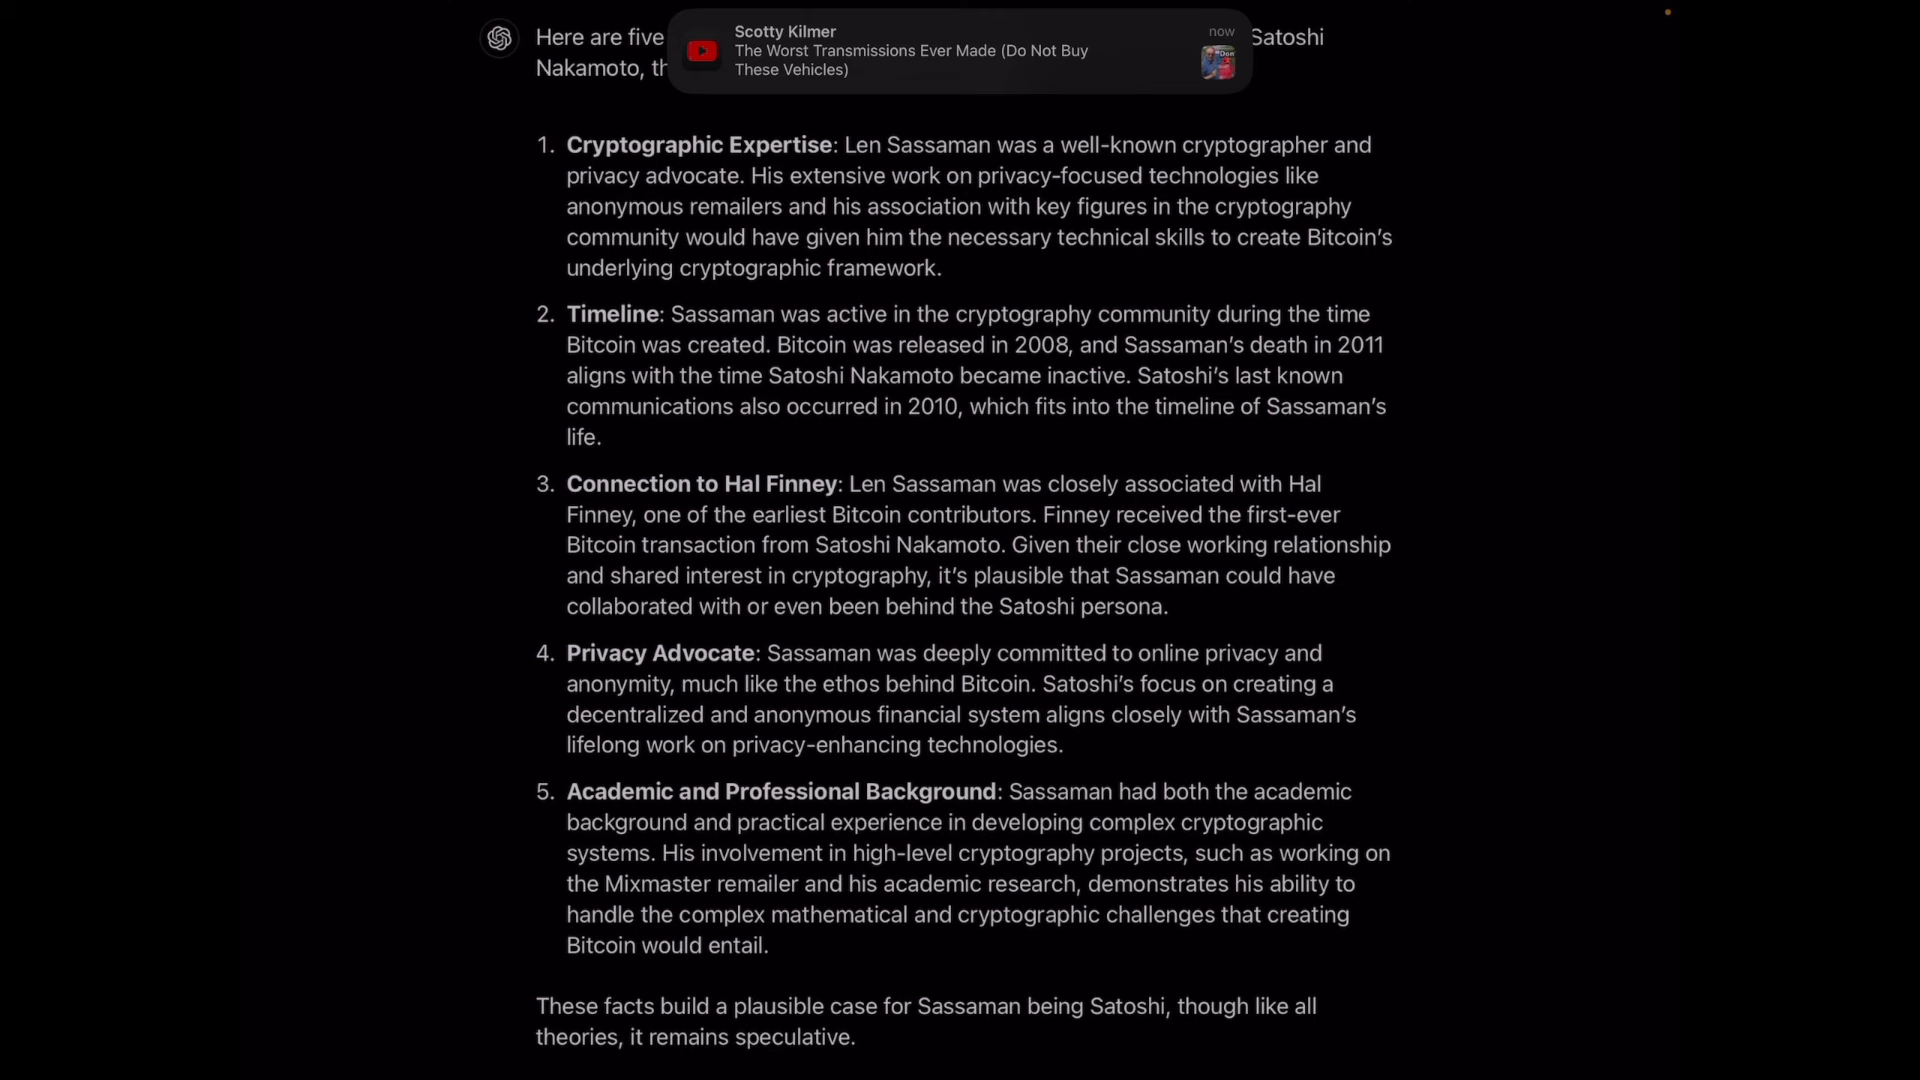 Here are five
Satoshi
Nakamoto, th
Scotty Kilmer
now
The Worst Transmissions Ever Made (Do Not Buy
These Vehicles)
1. Cryptographic Expertise: Len Sassaman was a well-known cryptographer and
privacy advocate. His extensive work on privacy-focused technologies like
anonymous remailers and his association with key figures in the cryptography
community would have given him the necessary technical skills to create Bitcoin’s
underlying cryptographic framework.
2. Timeline: Sassaman was active in the cryptography community during the time
Bitcoin was created. Bitcoin was released in 2008, and Sassaman’s death in 2011
aligns with the time Satoshi Nakamoto became inactive. Satoshi’s last known
communications also occurred in 2010, which fits into the timeline of Sassaman’s
life.
3. Connection to Hal Finney: Len Sassaman was closely associated with Hal
Finney, one of the earliest Bitcoin contributors. Finney received the first-ever
Bitcoin transaction from Satoshi Nakamoto. Given their close working relationship
and shared interest in cryptography, it’s plausible that Sassaman could have
collaborated with or even been behind the Satoshi persona.
4. Privacy Advocate: Sassaman was deeply committed to online privacy and
anonymity, much like the ethos behind Bitcoin. Satoshi’s focus on creating a
decentralized and anonymous financial system aligns closely with Sassaman’s
lifelong work on privacy-enhancing technologies.
5. Academic and Professional Background: Sassaman had both the academic
background and practical experience in developing complex cryptographic
systems. His involvement in high-level cryptography projects, such as working on
the Mixmaster remailer and his academic research, demonstrates his ability to
handle the complex mathematical and cryptographic challenges that creating
Bitcoin would entail.
These facts build a plausible case for Sassaman being Satoshi, though like all
theories, it remains speculative.